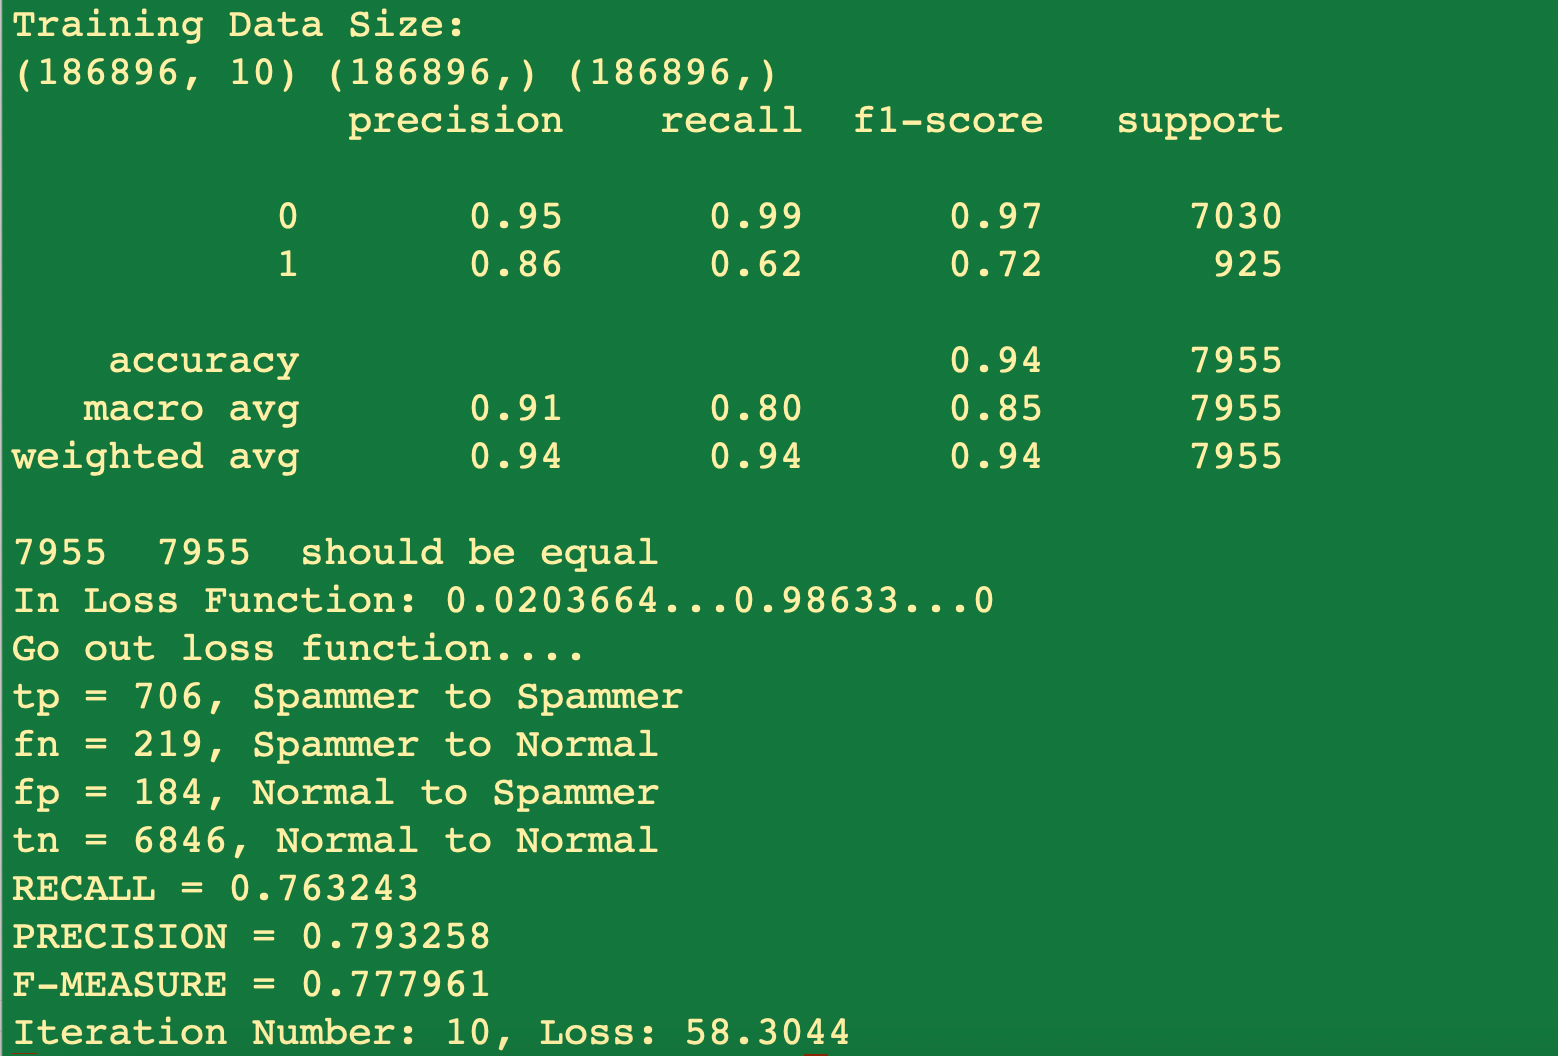 Training Data Size:
(186896, 10) (186896,) (186896,)
precision recall f1-score support
0 0.95 0.99 0.97 7030
1 0.86 0.62 0.72 925
accuracy 0.94 7955
macro avg 0.91 0.80 0.85 7955
weighted avg 0.94 0.94 0.94 7955
7955 7955 should be equal
In Loss Function: 0.0203664...0.98633...0
Go out loss function....
tp = 706, Spammer to Spammer
fn = 219, Spammer to Normal
fp = 184, Normal to Spammer
tn = 6846, Normal to Normal
RECALL = 0.763243
PRECISION = 0.793258
F-MEASURE = 0.777961
Iteration Number: 10, Loss: 58.3044